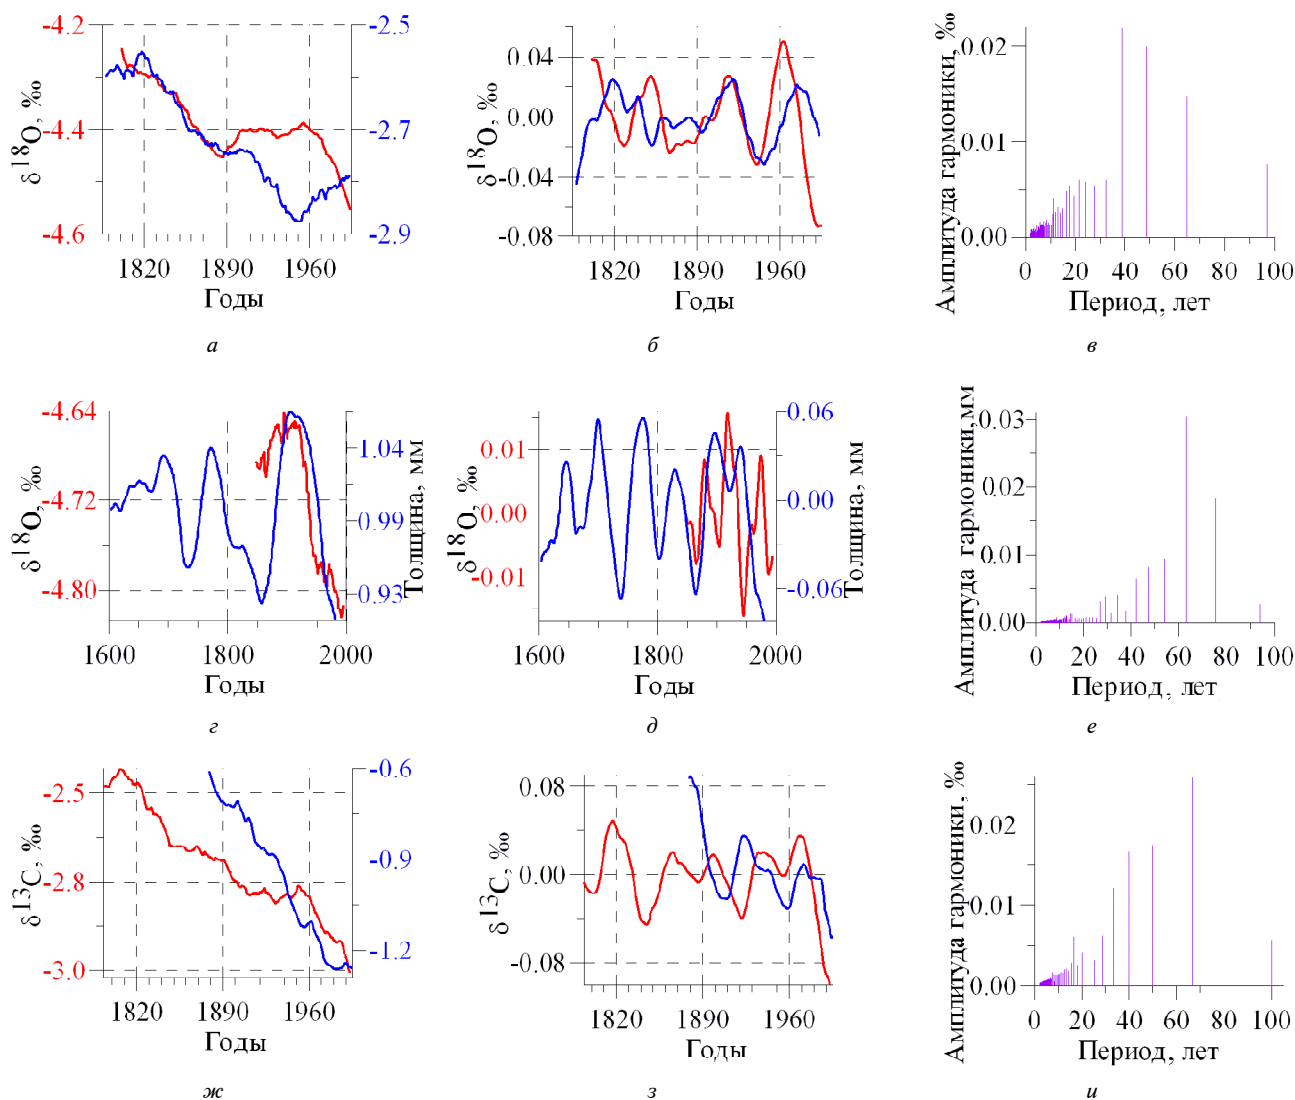 -4.2
-4.4
-4.6
δ¹⁸O, ‰
-2.5
-2.7
-2.9
1820 1890 1960
Годы
а
0.04
0.00
-0.04
-0.08
δ¹⁸O, ‰
1820 1890 1960
Годы
б
Амплитуда гармоники, ‰
0.02
0.01
0.00
0 20 40 60 80 100
Период, лет
в
-4.64
-4.72
-4.80
δ¹⁸O, ‰
1.04
0.99
0.93
Толщина, мм
1600 1800 2000
Годы
г
0.01
0.00
-0.01
δ¹⁸O, ‰
0.06
0.00
-0.06
Толщина, мм
1600 1800 2000
Годы
д
Амплитуда гармоники,мм
0.03
0.02
0.01
0.00
0 20 40 60 80 100
Период, лет
е
-2.5
-2.8
-3.0
δ¹³C, ‰
-0.6
-0.9
-1.2
1820 1890 1960
Годы
ж
0.08
0.00
-0.08
δ¹³C, ‰
1820 1890 1960
Годы
з
Амплитуда гармоники, ‰
0.02
0.01
0.00
0 20 40 60 80 100
Период, лет
и